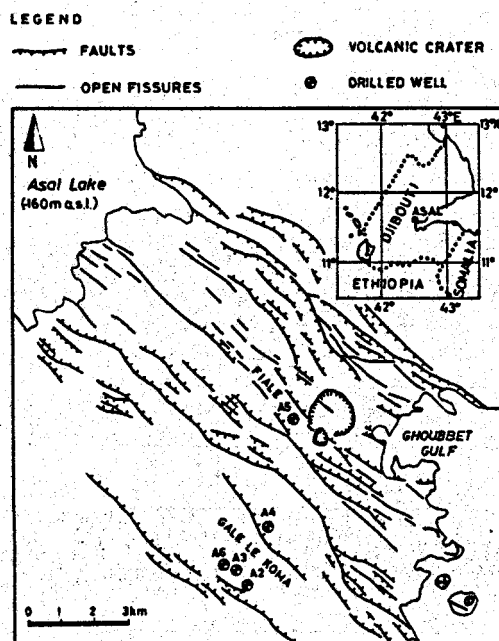 LEGEND
FAULTS
VOLCANIC CRATER
OPEN FISSURES
DRILLED WELL
N
Asal Lake
(-160m a.s.l.)
42°
43°E
13°
13°N
12°
12°
11°
11°
42°
43°
DJIBOUTI
ASAL
ETHIOPIA
SOMALIA
FIALE
A5
GHOUBBET
GULF
A4
GALE LE KOMA
A6
A3
A2
0 1 2 3km